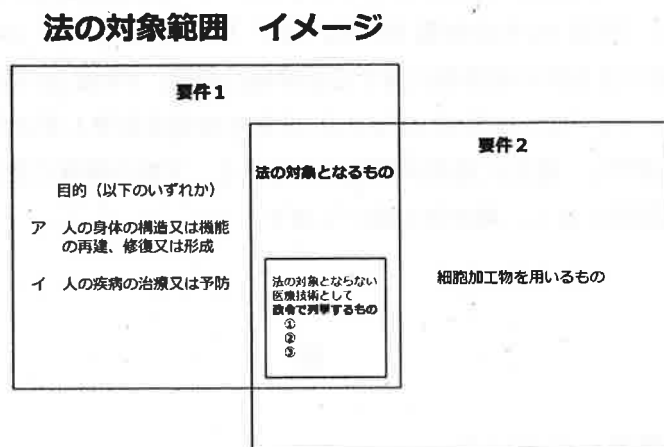 法の対象範囲　イメージ
要件１
目的（以下のいずれか）
ア　人の身体の構造又は機能
の再建、修復又は形成
イ　人の疾病の治療又は予防
法の対象となるもの
法の対象とならない
医療技術として
政令で列挙するもの
①
②
③
要件２
細胞加工物を用いるもの